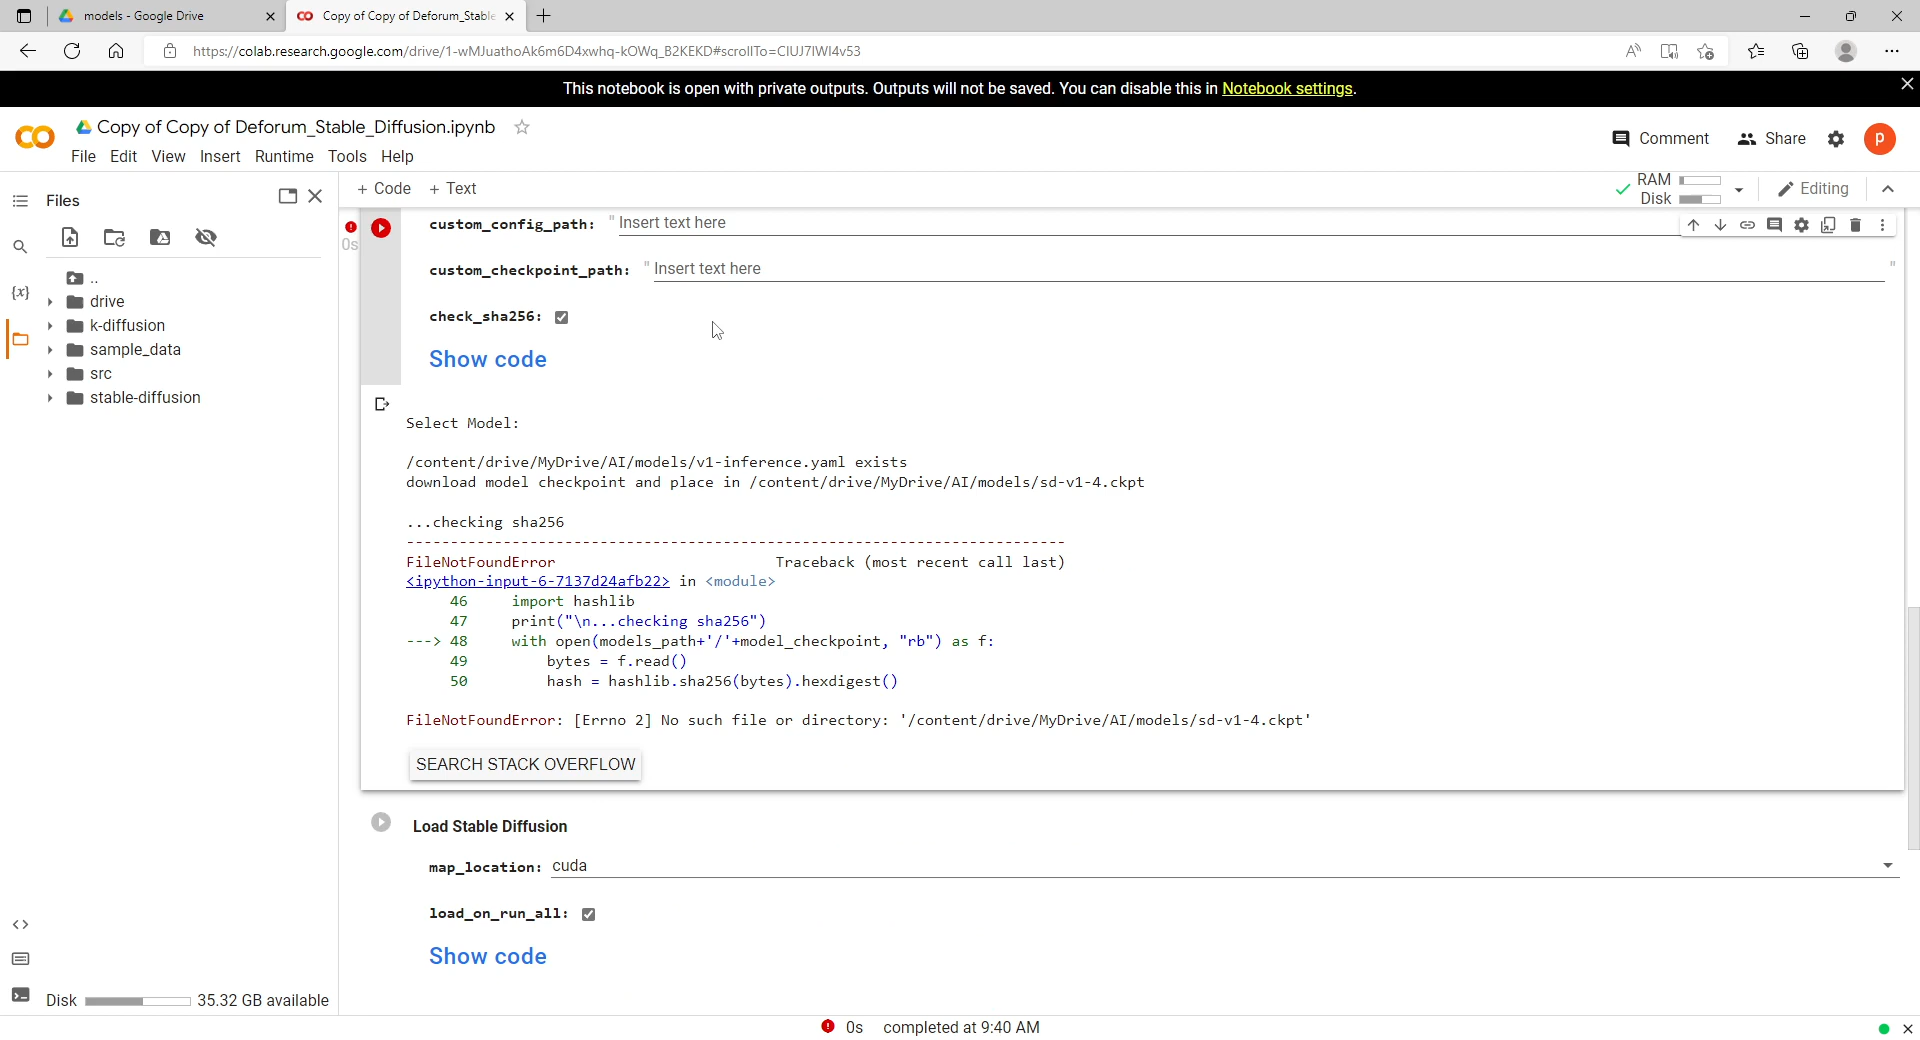 models - Google Drive
Copy of Copy of Deforum_Stable
https://colab.research.google.com/drive/1-wMJuathoAk6m6D4xwhq-kOWq_B2KEKD#scrollTo=CIUJ7IWI4v53
This notebook is open with private outputs. Outputs will not be saved. You can disable this in Notebook settings.
Copy of Copy of Deforum_Stable_Diffusion.ipynb
Comment
Share
P
File Edit View Insert Runtime Tools Help
Files
+ Code + Text
RAM
Disk
Editing
custom_config_path: " Insert text here
0s
custom_checkpoint_path: " Insert text here "
check_sha256:
Show code
{x}
..
drive
k-diffusion
sample_data
src
stable-diffusion
Select Model:
/content/drive/MyDrive/AI/models/v1-inference.yaml exists
download model checkpoint and place in /content/drive/MyDrive/AI/models/sd-v1-4.ckpt
...checking sha256
---------------------------------------------------------------------------
FileNotFoundError Traceback (most recent call last)
<ipython-input-6-7137d24afb22> in <module>
46 import hashlib
47 print("\n...checking sha256")
---> 48 with open(models_path+'/'+model_checkpoint, "rb") as f:
49 bytes = f.read()
50 hash = hashlib.sha256(bytes).hexdigest()
FileNotFoundError: [Errno 2] No such file or directory: '/content/drive/MyDrive/AI/models/sd-v1-4.ckpt'
SEARCH STACK OVERFLOW
Load Stable Diffusion
map_location: cuda
load_on_run_all:
Show code
Disk 35.32 GB available
0s completed at 9:40 AM